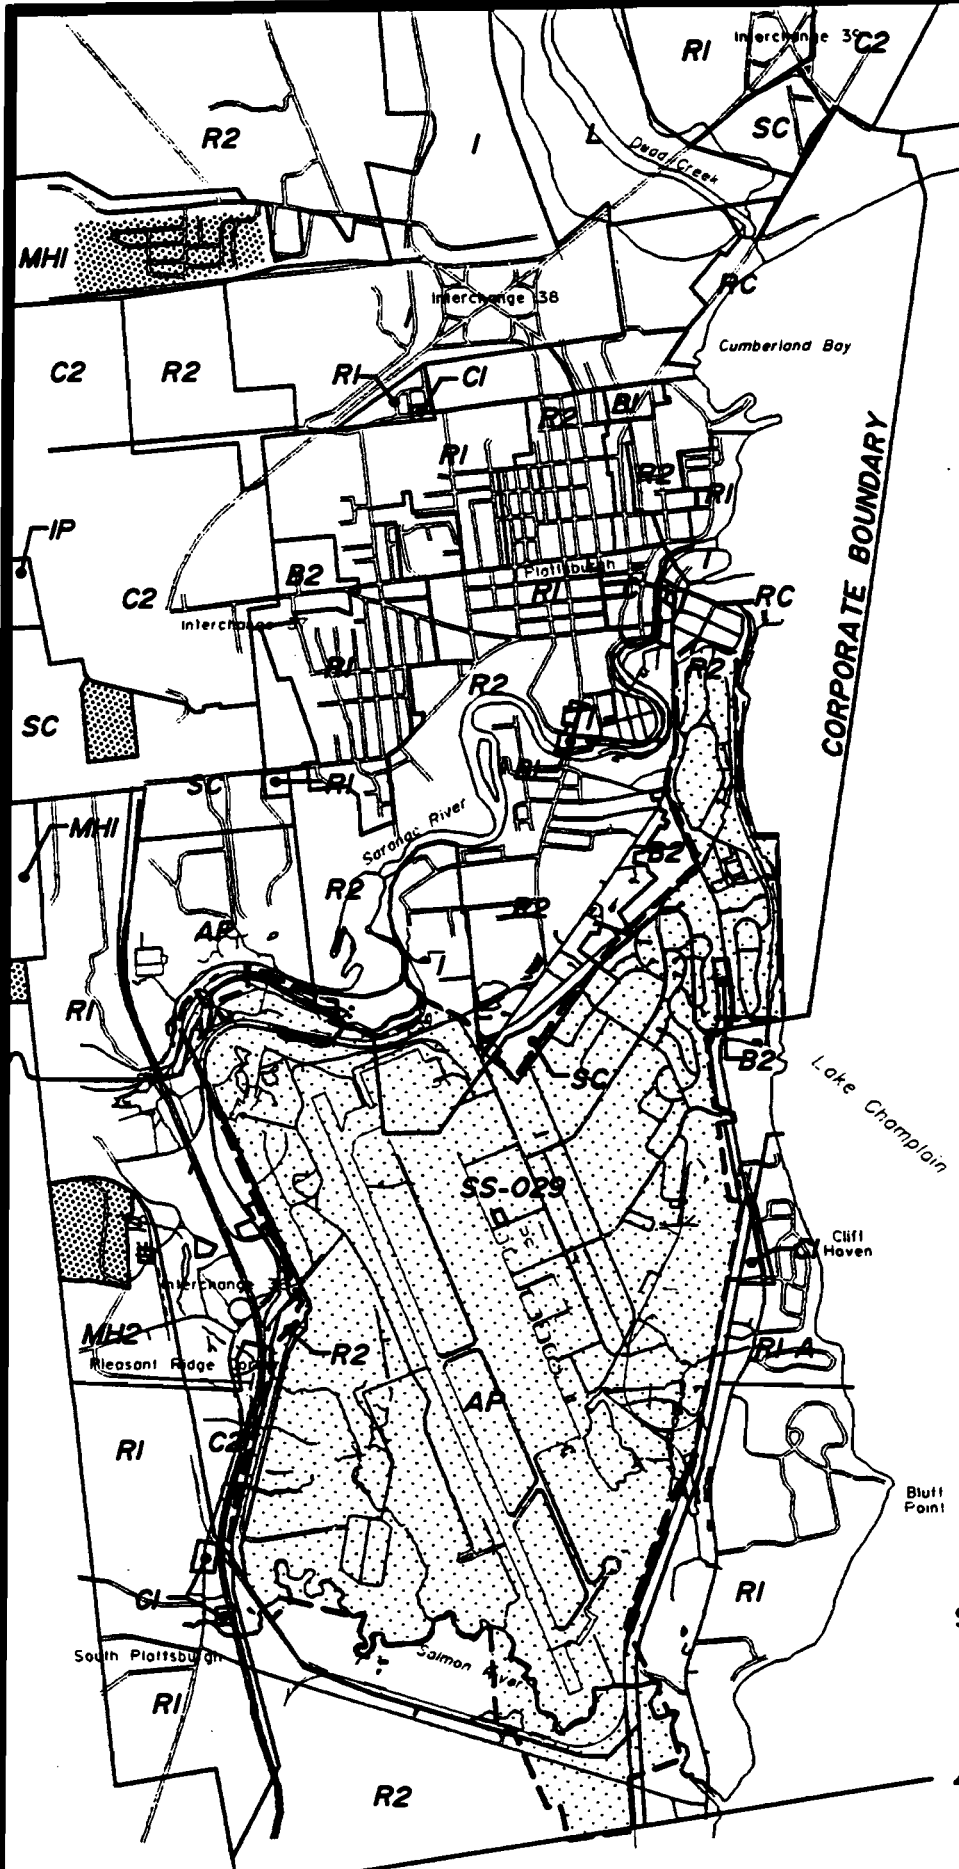 RI
Interchange 39
C2
R2
I
L
SC
Dead Creek
MHI
RC
Interchange 38
Cumberland Bay
C2
R2
RI
CI
R2
BI
RI
R2
RI
CORPORATE BOUNDARY
IP
Plattsburgh
B2
C2
RI
RC
Interchange 37
RI
R2
R2
SC
BI
SC
RI
MHI
Saranac River
B2
R2
B2
AP
RI
SC
B2
Lake Champlain
SS-029
CI
Cliff
Haven
Interchange 36
MH2
R2
RI-A
Pleasant Ridge Corners
AP
RI
C2
Bluff
Point
RI
CI
South Plattsburgh
Salmon River
RI
R2